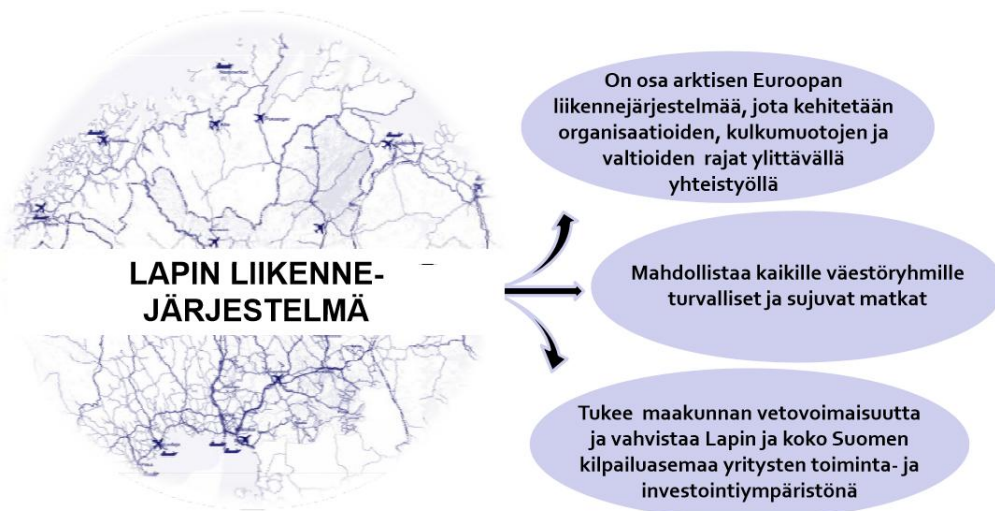 LAPIN LIIKENNE-
JÄRJESTELMÄ
On osa arktisen Euroopan
liikennejärjestelmää, jota kehitetään
organisaatioiden, kulkumuotojen ja
valtioiden rajat ylittävällä
yhteistyöllä
Mahdollistaa kaikille väestöryhmille
turvalliset ja sujuvat matkat
Tukee maakunnan vetovoimaisuutta
ja vahvistaa Lapin ja koko Suomen
kilpailuasemaa yritysten toiminta- ja
investointiympäristönä